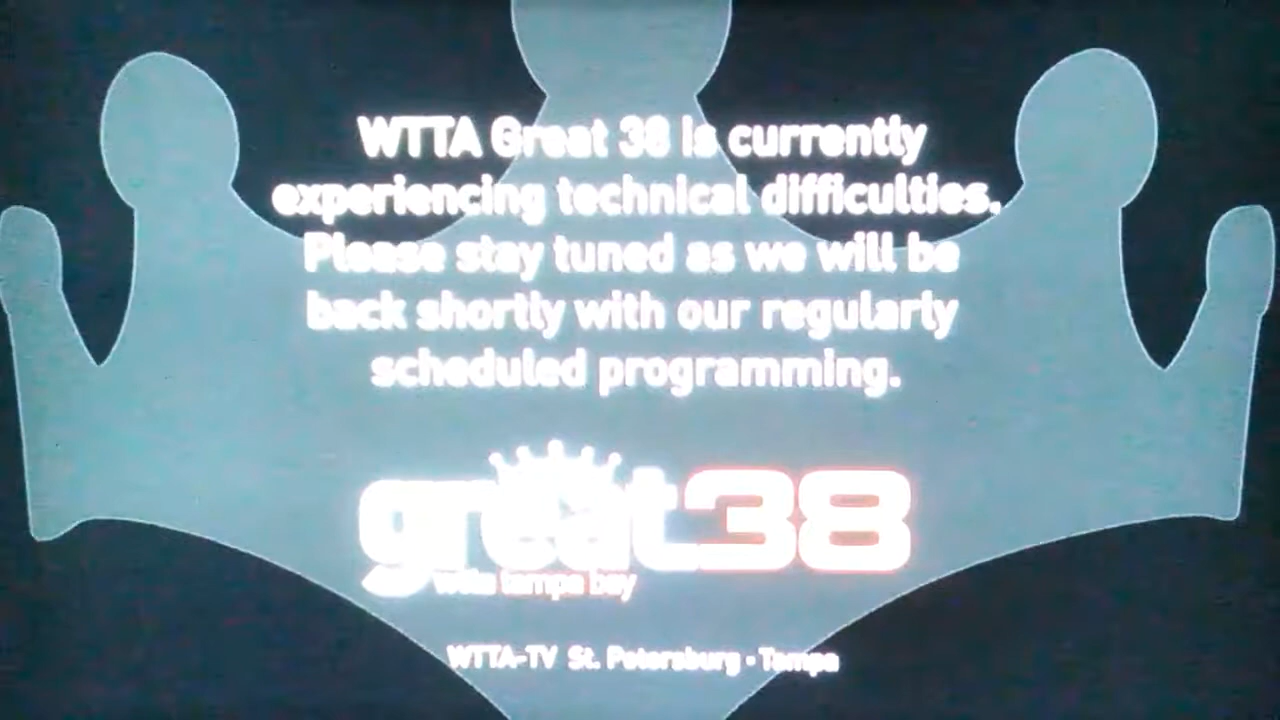 WTTA Great 38 is currently
experiencing technical difficulties.
Please stay tuned as we will be
back shortly with our regularly
scheduled programming.
great38
wtta tampa bay
WTTA-TV St. Petersburg • Tampa